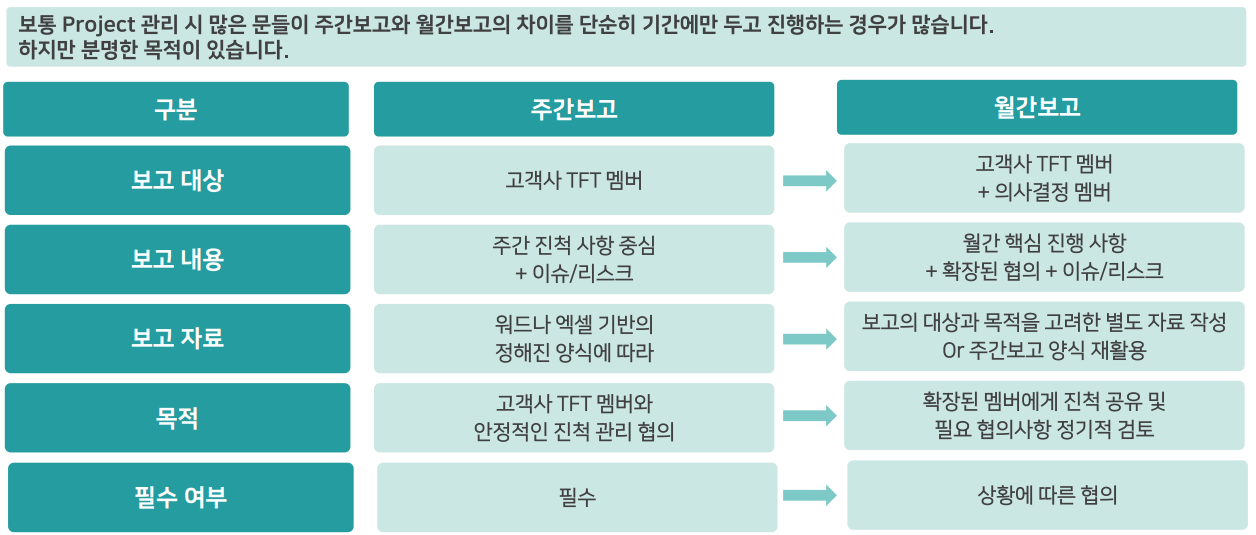 보통 Project 관리 시 많은 문들이 주간보고와 월간보고의 차이를 단순히 기간에만 두고 진행하는 경우가 많습니다.
하지만 분명한 목적이 있습니다.
구분
주간보고
월간보고
보고 대상
고객사 TFT 멤버
고객사 TFT 멤버
+ 의사결정 멤버
보고 내용
주간 진척 사항 중심
+ 이슈/리스크
월간 핵심 진행 사항
+ 확장된 협의 + 이슈/리스크
보고 자료
워드나 엑셀 기반의
정해진 양식에 따라
보고의 대상과 목적을 고려한 별도 자료 작성
Or 주간보고 양식 재활용
목적
고객사 TFT 멤버와
안정적인 진척 관리 협의
확장된 멤버에게 진척 공유 및
필요 협의사항 정기적 검토
필수 여부
필수
상황에 따른 협의